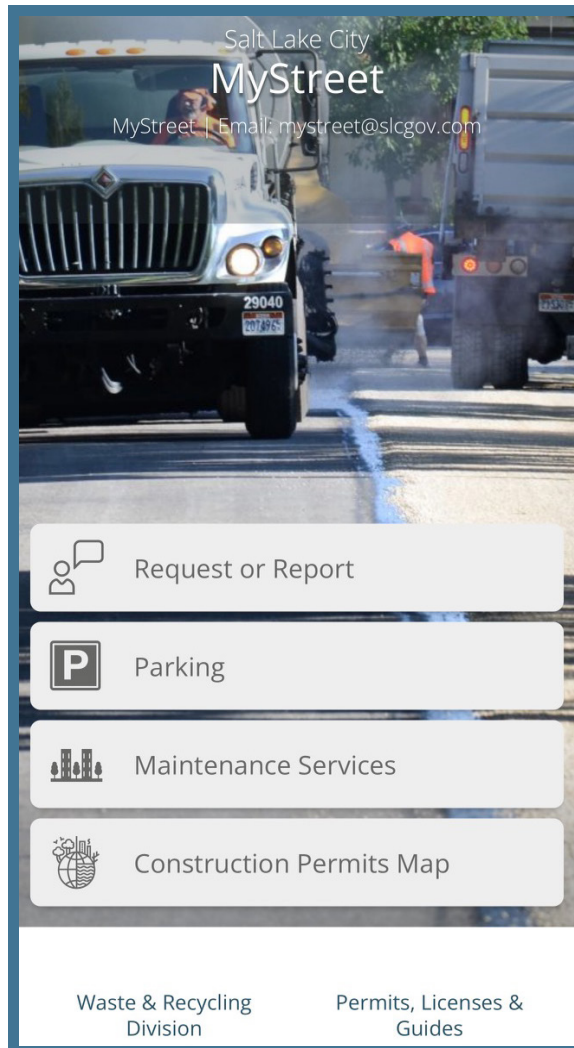 Salt Lake City
MyStreet
MyStreet | Email: mystreet@slcgov.com
29040
Request or Report
P
Parking
Maintenance Services
Construction Permits Map
Waste & Recycling
Division
Permits, Licenses &
Guides